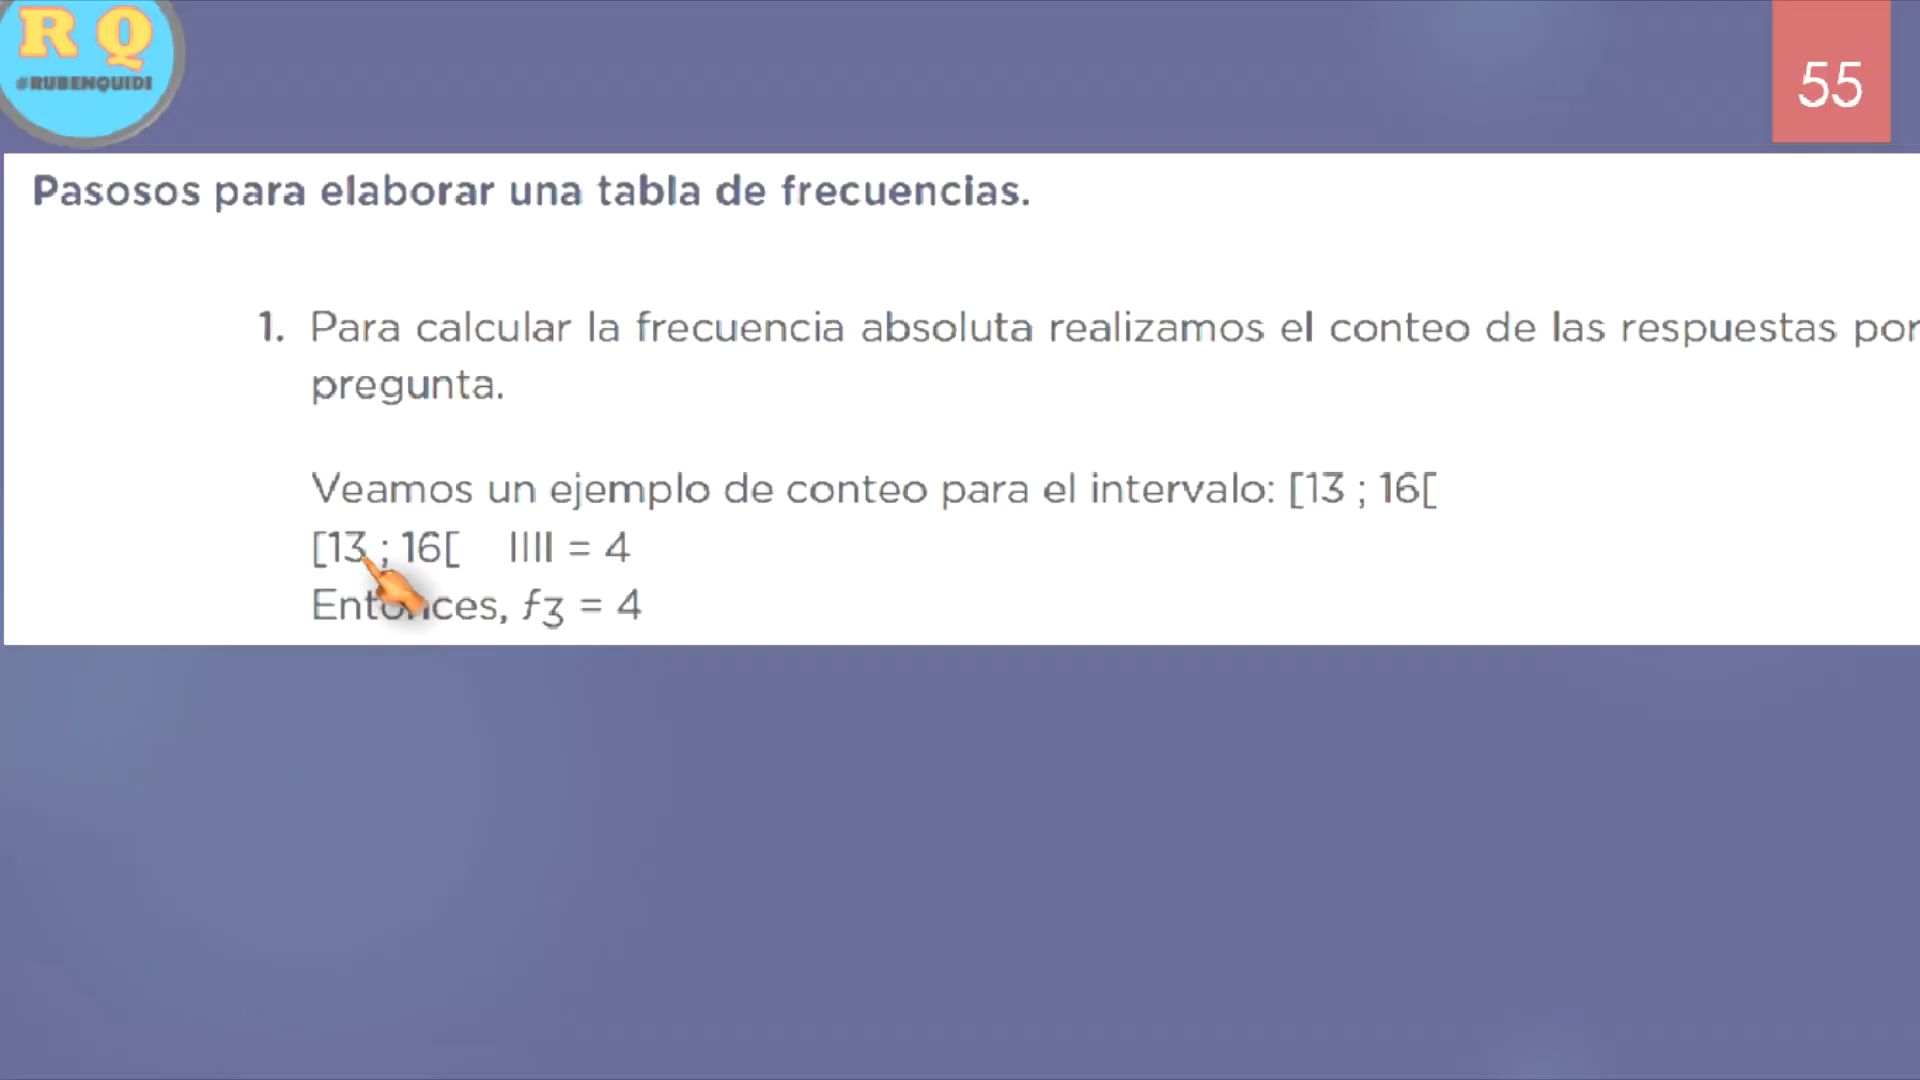 R Q
#RUBENQUIDI
55
Pasosos para elaborar una tabla de frecuencias.
1. Para calcular la frecuencia absoluta realizamos el conteo de las respuestas por
pregunta.
Veamos un ejemplo de conteo para el intervalo: [13 ; 16[
[13 ; 16[ IIII = 4
Entonces, f3 = 4